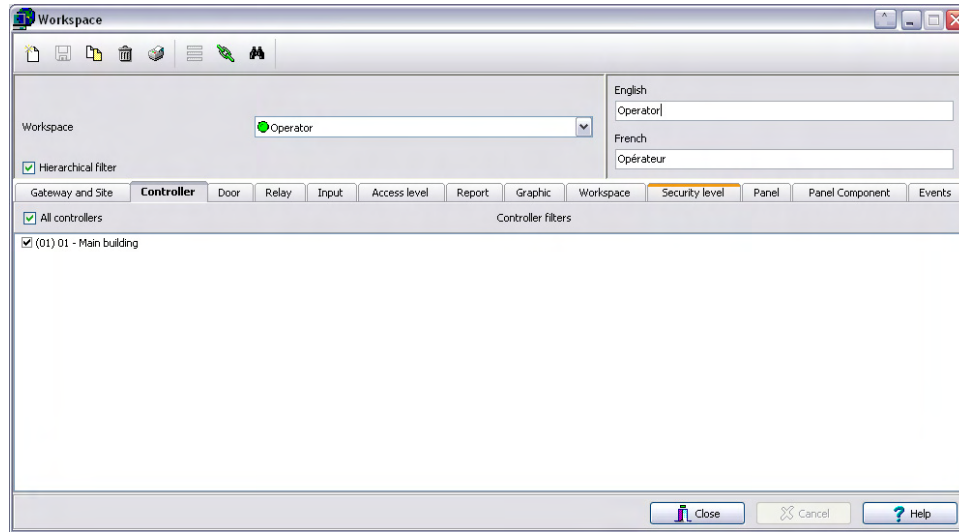 Workspace
English
Operator
Workspace
Operator
French
Opérateur
Hierarchical filter
Gateway and Site Controller Door Relay Input Access level Report Graphic Workspace Security level Panel Panel Component Events
All controllers Controller filters
(01) 01 - Main building
Close Cancel Help